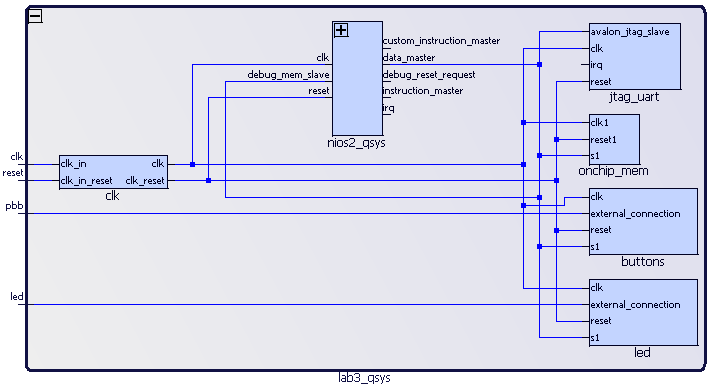 custom_instruction_master
clk data_master
debug_mem_slave debug_reset_request
reset instruction_master
irq
nios2_qsys
avalon_jtag_slave
clk
irq
reset
jtag_uart
clk1
reset1
s1
onchip_mem
clk
reset
clk_in clk
clk_in_reset clk_reset
clk
pbb
clk
external_connection
reset
s1
buttons
led
clk
external_connection
reset
s1
led
lab3_qsys